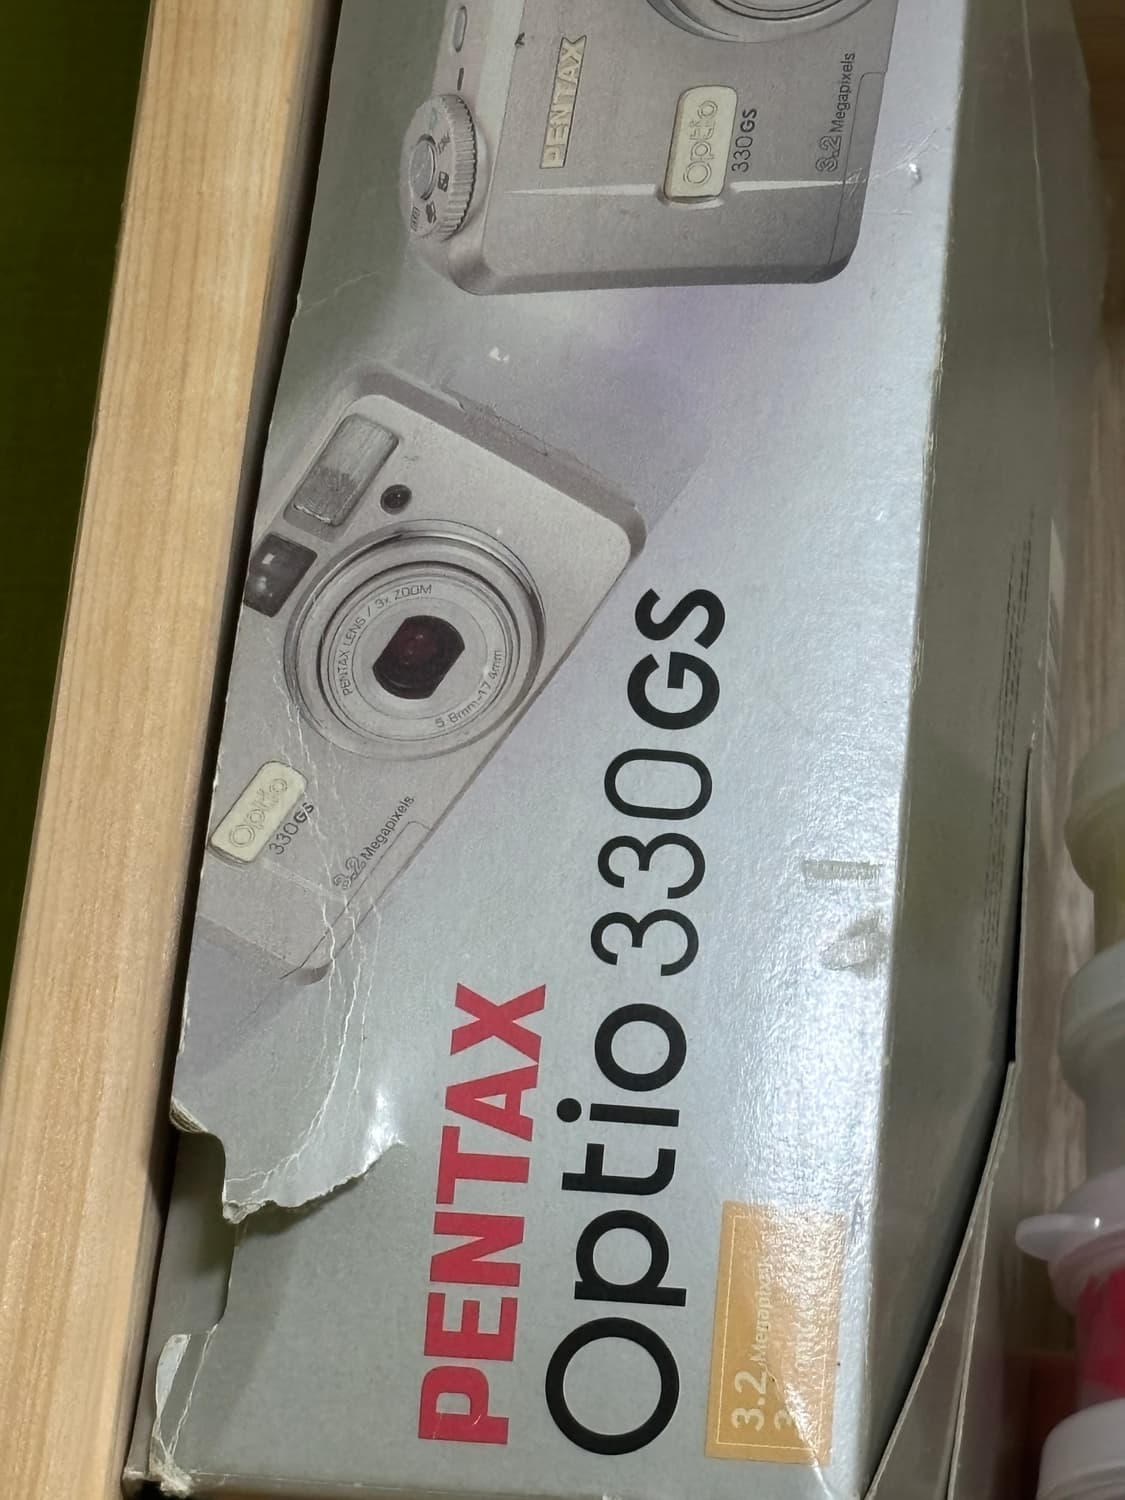 PENTAX
Optio
330GS
3.2 Megapixels
PENTAX LENS / 3x ZOOM
5.8mm-17.4mm
Optio
330GS
3.2 Megapixels
PENTAX
Optio 330GS
3.2 Megapixel